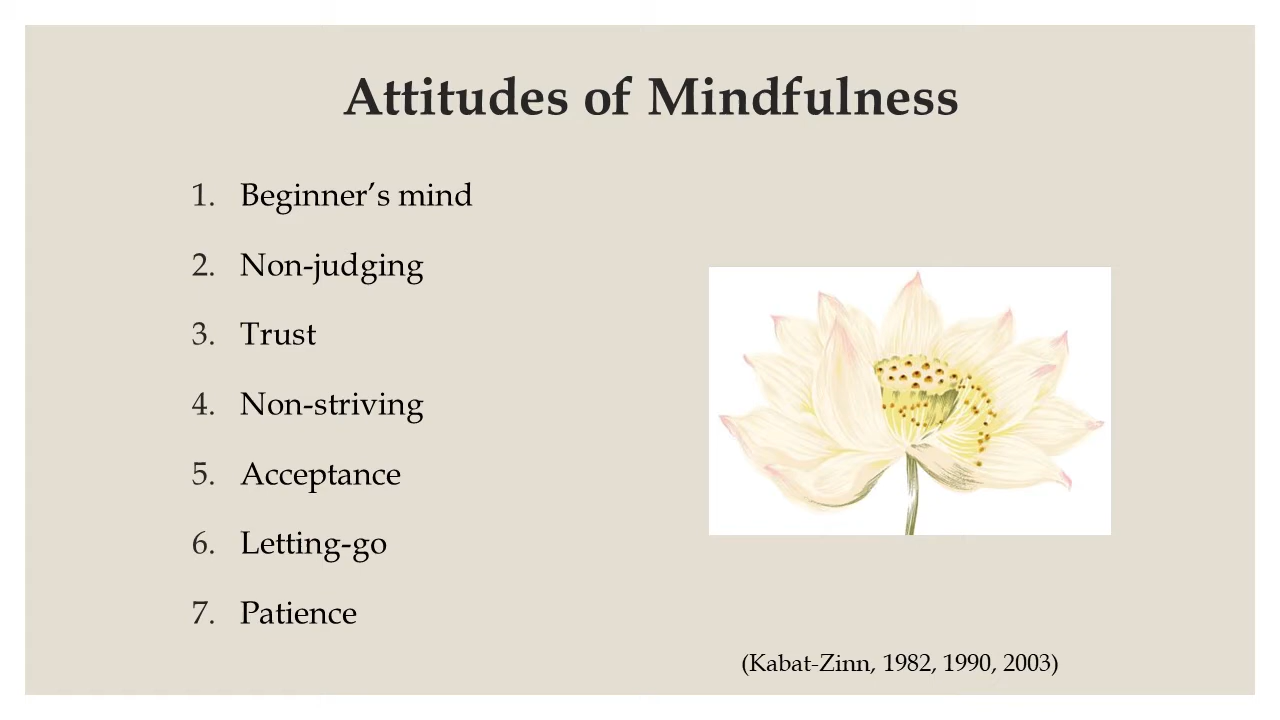 Attitudes of Mindfulness
1. Beginner’s mind
2. Non-judging
3. Trust
4. Non-striving
5. Acceptance
6. Letting-go
7. Patience
(Kabat-Zinn, 1982, 1990, 2003)